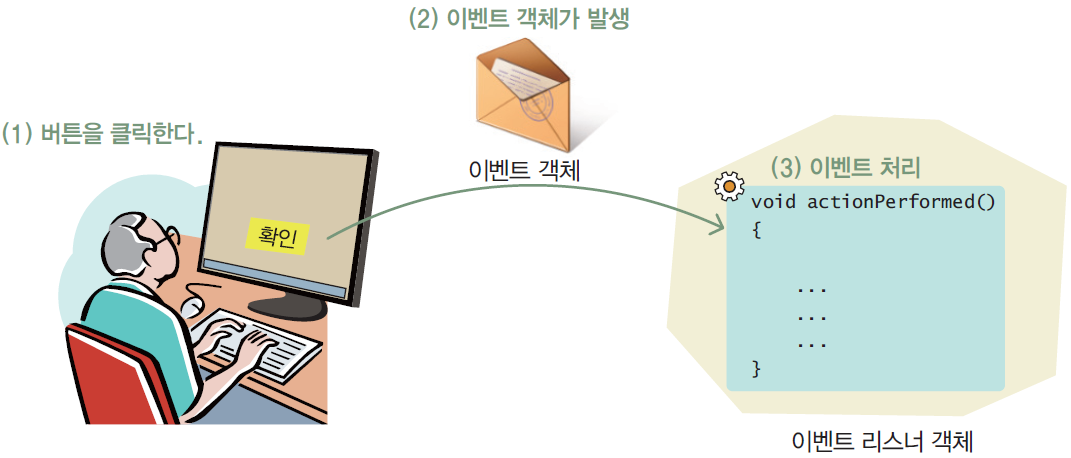 (2) 이벤트 객체가 발생
(1) 버튼을 클릭한다.
이벤트 객체
확인
(3) 이벤트 처리
void actionPerformed()
{
...
...
...
}
이벤트 리스너 객체